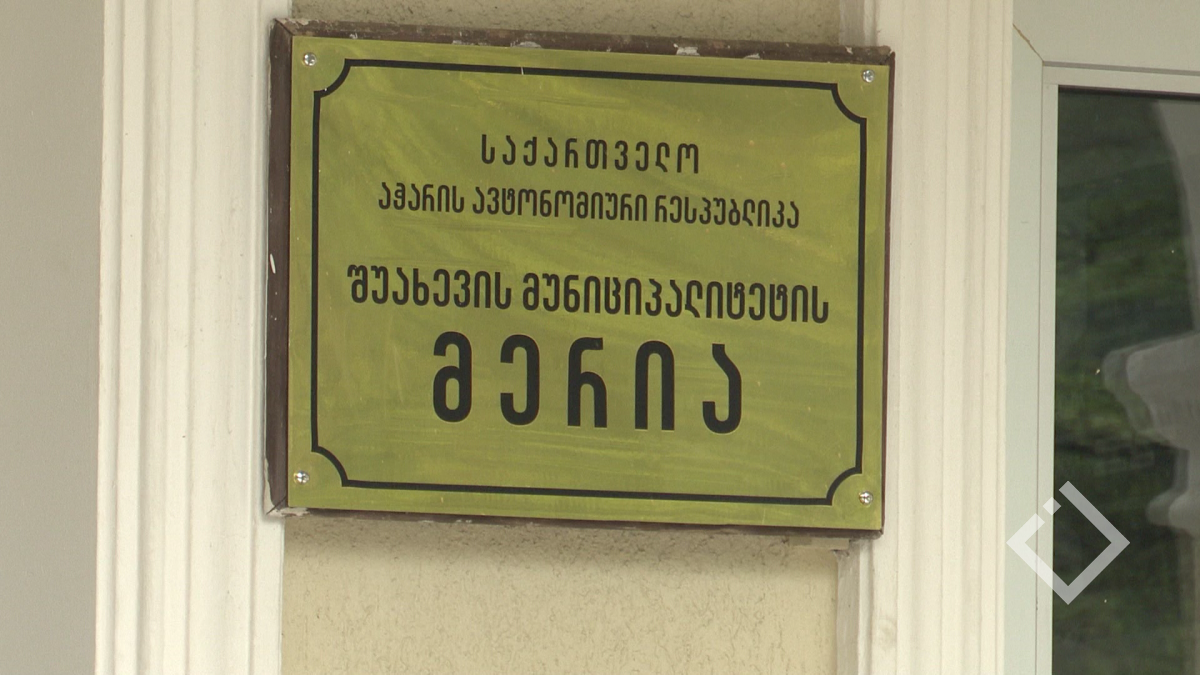 საქართველო
აჭარის ავტონომიური რესპუბლიკა
შუახევის მუნიციპალიტეტის
მერია